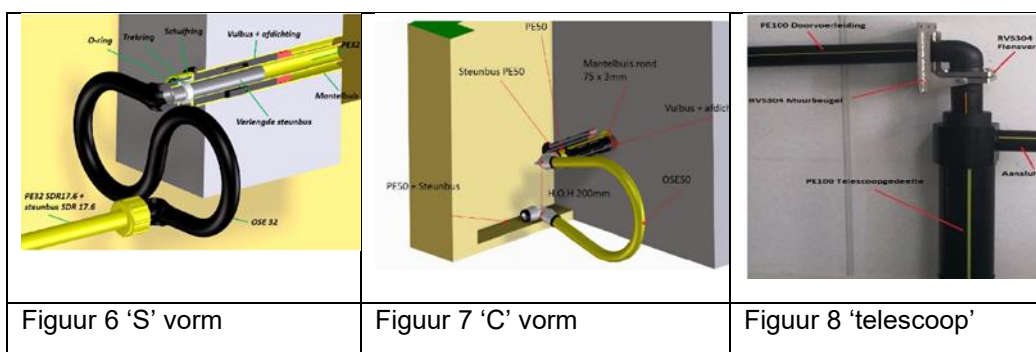 O-ring
Trekring
Schuifring
Vulbus + afdichting
PE32
Mantelbuis
Verlengde steunbus
PE32 SDR17.6 +
steunbus SDR 17.6
OSE 32
Figuur 6 ‘S’ vorm
PE50
Steunbus PE50
Mantelbuis rond
75 x 3mm
Vulbus + afdich
PE50 + Steunbus
H.O.H 200mm
OSE50
Figuur 7 ‘C’ vorm
PE100 Doorvoerleiding
RVS304
Flensver
RVS304 Muurbeugel
PE100 Telescoopgedeelte
Aanslui
Figuur 8 ‘telescoop’